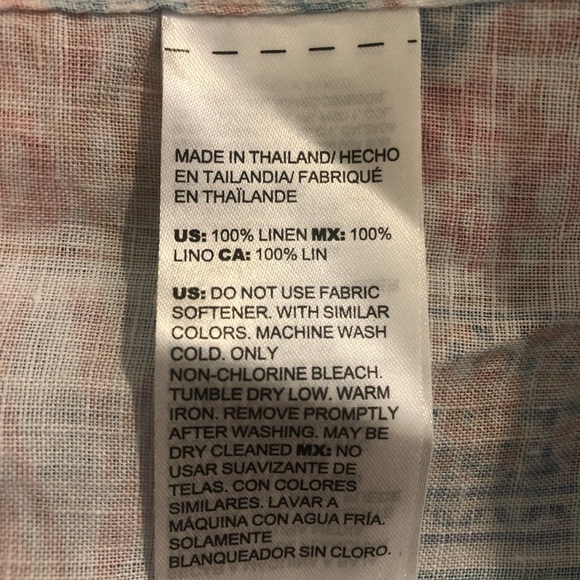 MADE IN THAILAND/ HECHO
EN TAILANDIA/ FABRIQUÉ
EN THAÏLANDE
US: 100% LINEN MX: 100%
LINO CA: 100% LIN
US: DO NOT USE FABRIC
SOFTENER. WITH SIMILAR
COLORS. MACHINE WASH
COLD. ONLY
NON-CHLORINE BLEACH.
TUMBLE DRY LOW. WARM
IRON. REMOVE PROMPTLY
AFTER WASHING. MAY BE
DRY CLEANED MX: NO
USAR SUAVIZANTE DE
TELAS. CON COLORES
SIMILARES. LAVAR A
MÁQUINA CON AGUA FRÍA.
SOLAMENTE
BLANQUEADOR SIN CLORO.